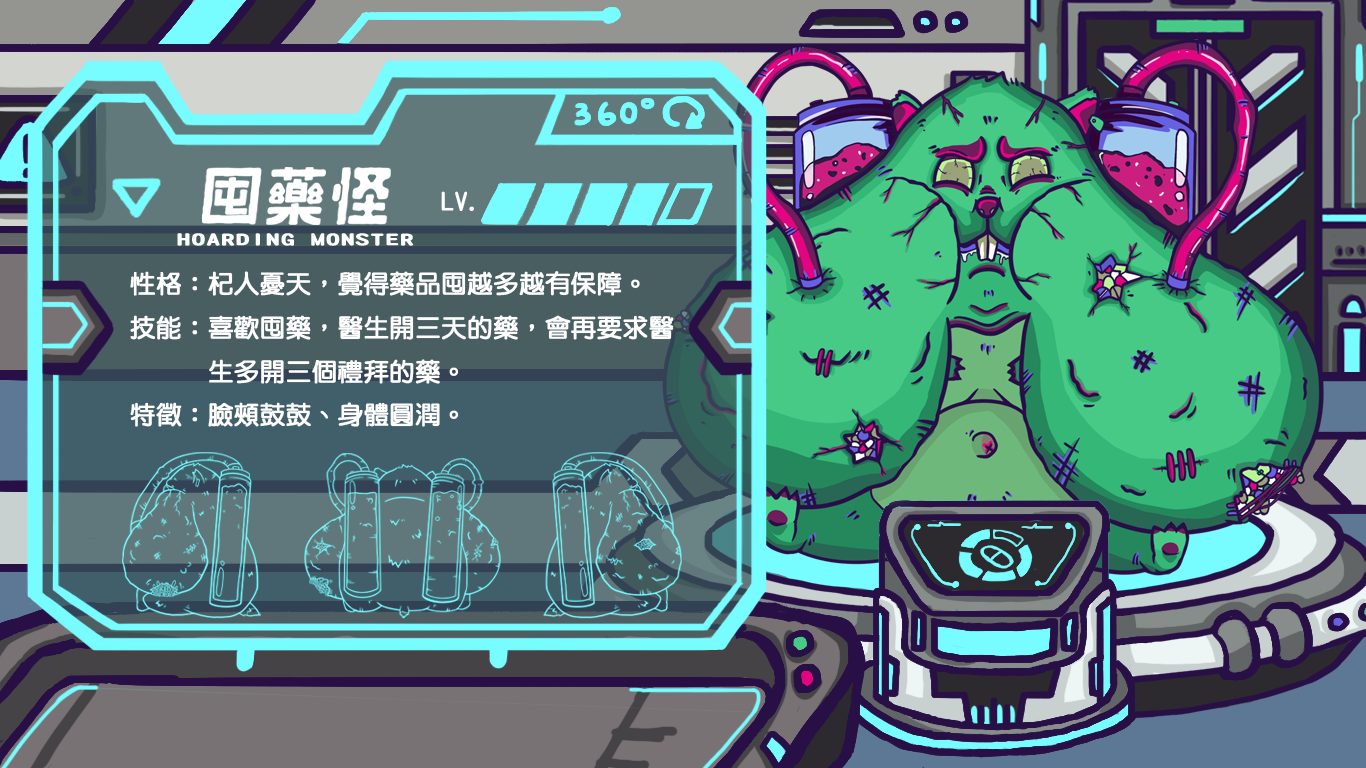 360°
囤藥怪
LV.
HOARDING MONSTER
性格：杞人憂天，覺得藥品囤越多越有保障。
技能：喜歡囤藥，醫生開三天的藥，會再要求醫
生多開三個禮拜的藥。
特徵：臉頰鼓鼓、身體圓潤。